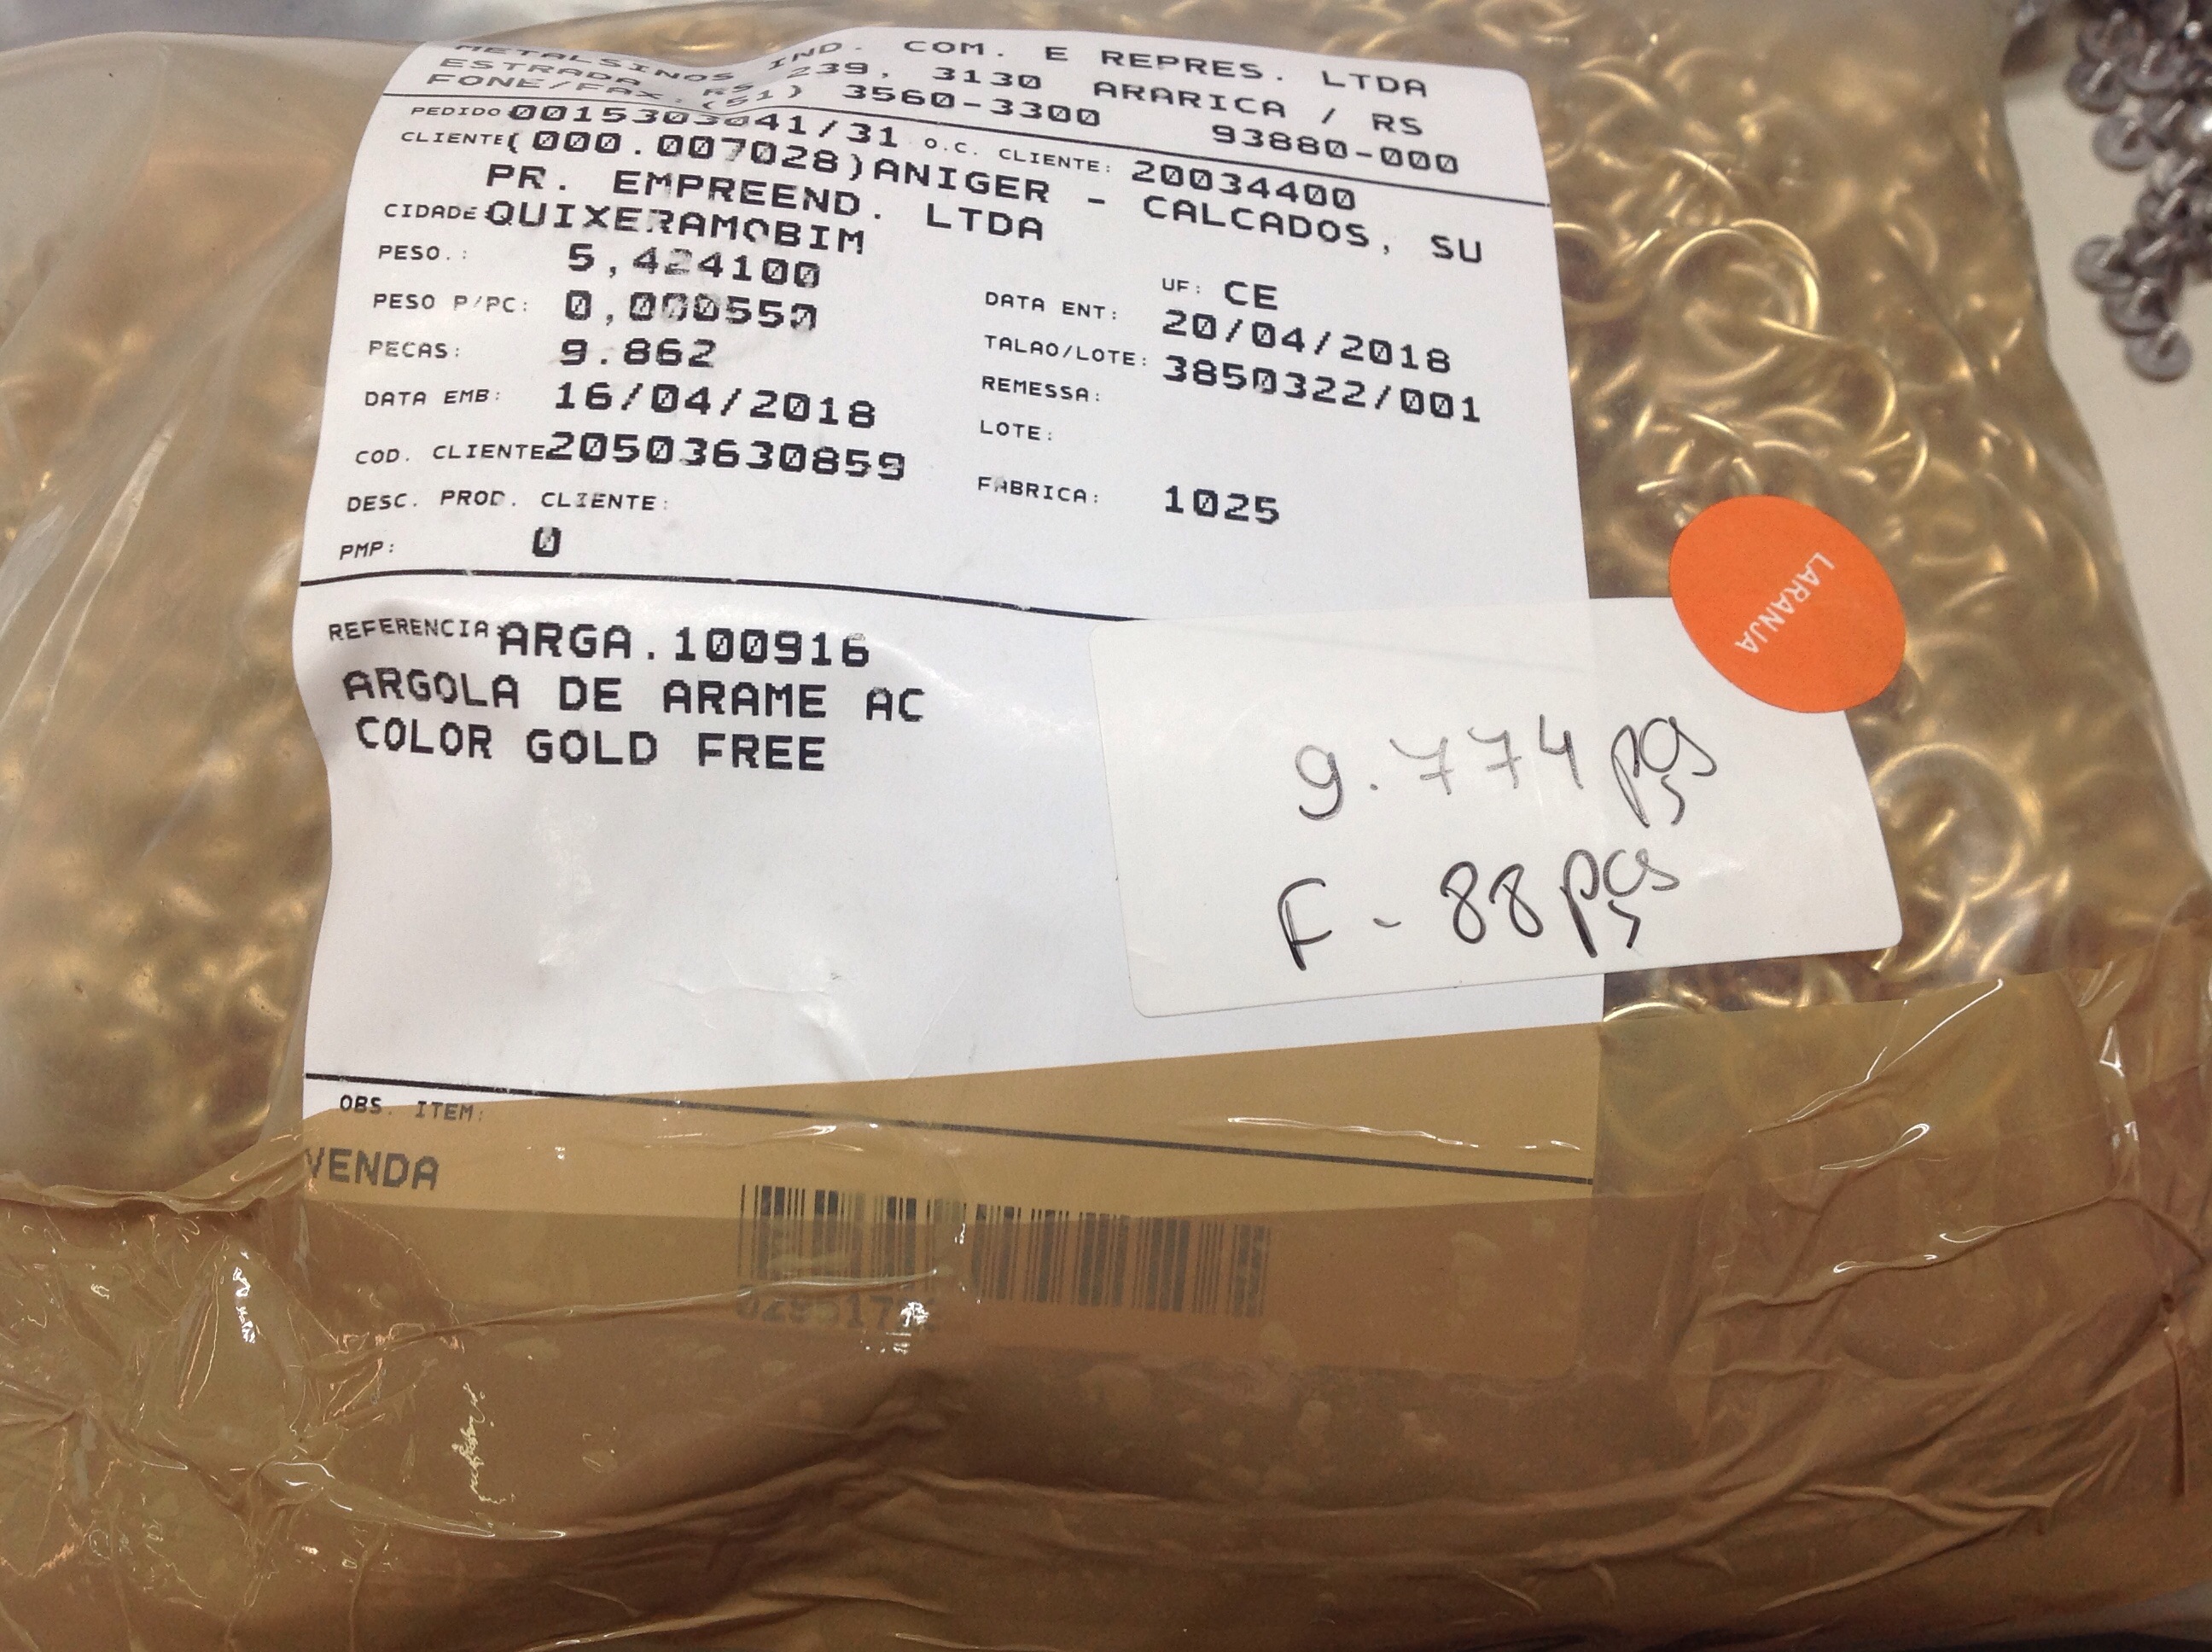 METALSINOS IND. COM. E REPRES. LTDA
ESTRADA RS 239, 3130 ARARICA / RS
FONE/FAX.(51) 3560-3300 93880-000
PEDIDO 0015303041/31 O.C. CLIENTE: 20034400
CLIENTE(000.007028)ANIGER - CALCADOS, SU
PR. EMPREEND. LTDA
CIDADE QUIXERAMOBIM UF: CE
PESO.: 5,424100 DATA ENT: 20/04/2018
PESO P/PC: 0,000550 TALAO/LOTE: 3850322/001
PECAS: 9.862 REMESSA:
DATA EMB: 16/04/2018 LOTE:
COD. CLIENTE 20503630859 FABRICA: 1025
DESC. PROD. CLIENTE:
PMP: 0
REFERENCIA ARGA.100916
ARGOLA DE ARAME AC
COLOR GOLD FREE
LARANJA
9.774 pçs
F - 88 pçs
OBS. ITEM:
VENDA